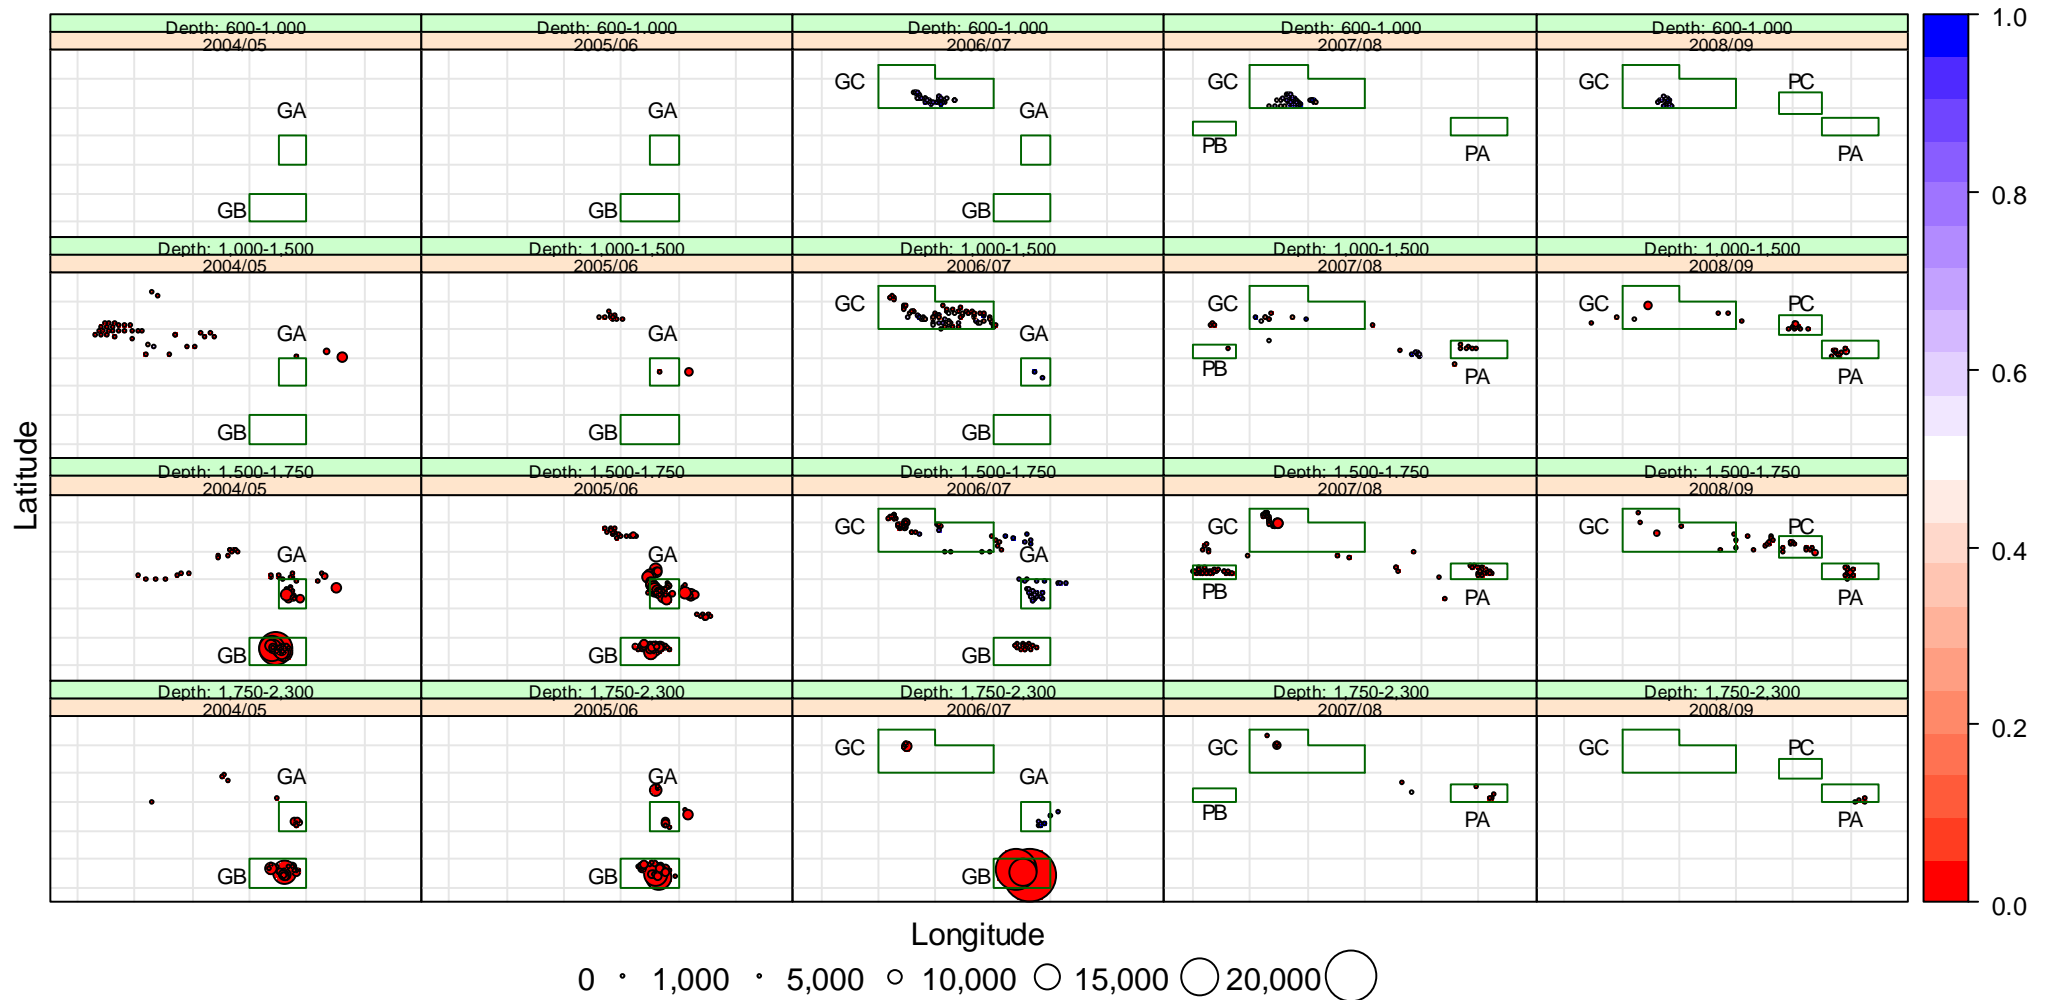 Depth: 600-1.000 Depth: 600-1.000 Depth: 600-1.000 Depth: 600-1.000 Depth: 600-1.000
2004/05 2005/06 2006/07 2007/08 2008/09
GC GC GC PC
GA GA GA
PB PA PA
GB GB GB
Depth: 1,000-1,500 Depth: 1,000-1,500 Depth: 1,000-1,500 Depth: 1,000-1,500 Depth: 1,000-1,500
2004/05 2005/06 2006/07 2007/08 2008/09
GC GC GC PC
GA GA GA
PB PA PA
GB GB GB
Depth: 1.500-1.750 Depth: 1.500-1.750 Depth: 1.500-1.750 Depth: 1.500-1.750 Depth: 1.500-1.750
2004/05 2005/06 2006/07 2007/08 2008/09
GC GC GC PC
GA GA GA
PB PA PA
GB GB GB
Depth: 1,750-2,300 Depth: 1,750-2,300 Depth: 1,750-2,300 Depth: 1,750-2,300 Depth: 1,750-2,300
2004/05 2005/06 2006/07 2007/08 2008/09
GC GC GC PC
GA GA GA
PB PA PA
GB GB GB
Latitude
Longitude
0 1,000 5,000 10,000 15,000 20,000
1.0
0.8
0.6
0.4
0.2
0.0